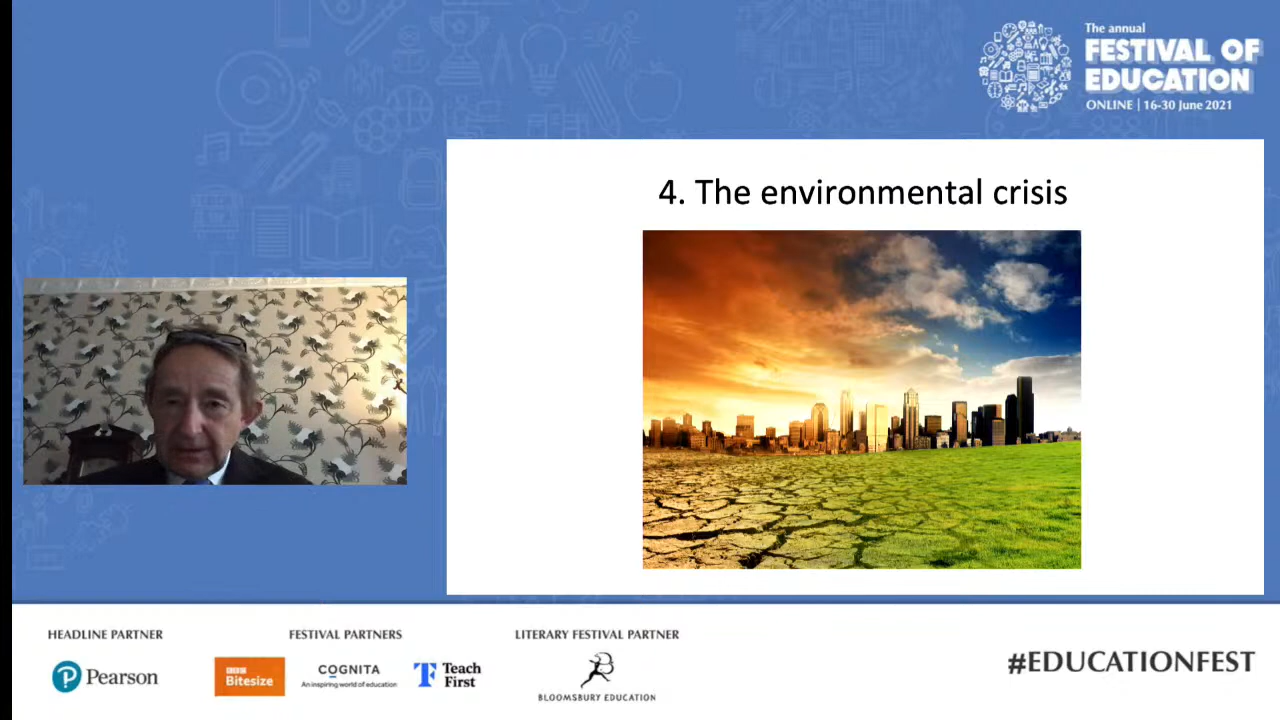 The annual
FESTIVAL OF
EDUCATION
ONLINE | 16-30 June 2021
4. The environmental crisis
HEADLINE PARTNER
FESTIVAL PARTNERS
LITERARY FESTIVAL PARTNER
Pearson
BBC
Bitesize
COGNITA
An inspiring world of education
Teach
First
BLOOMSBURY EDUCATION
#EDUCATIONFEST